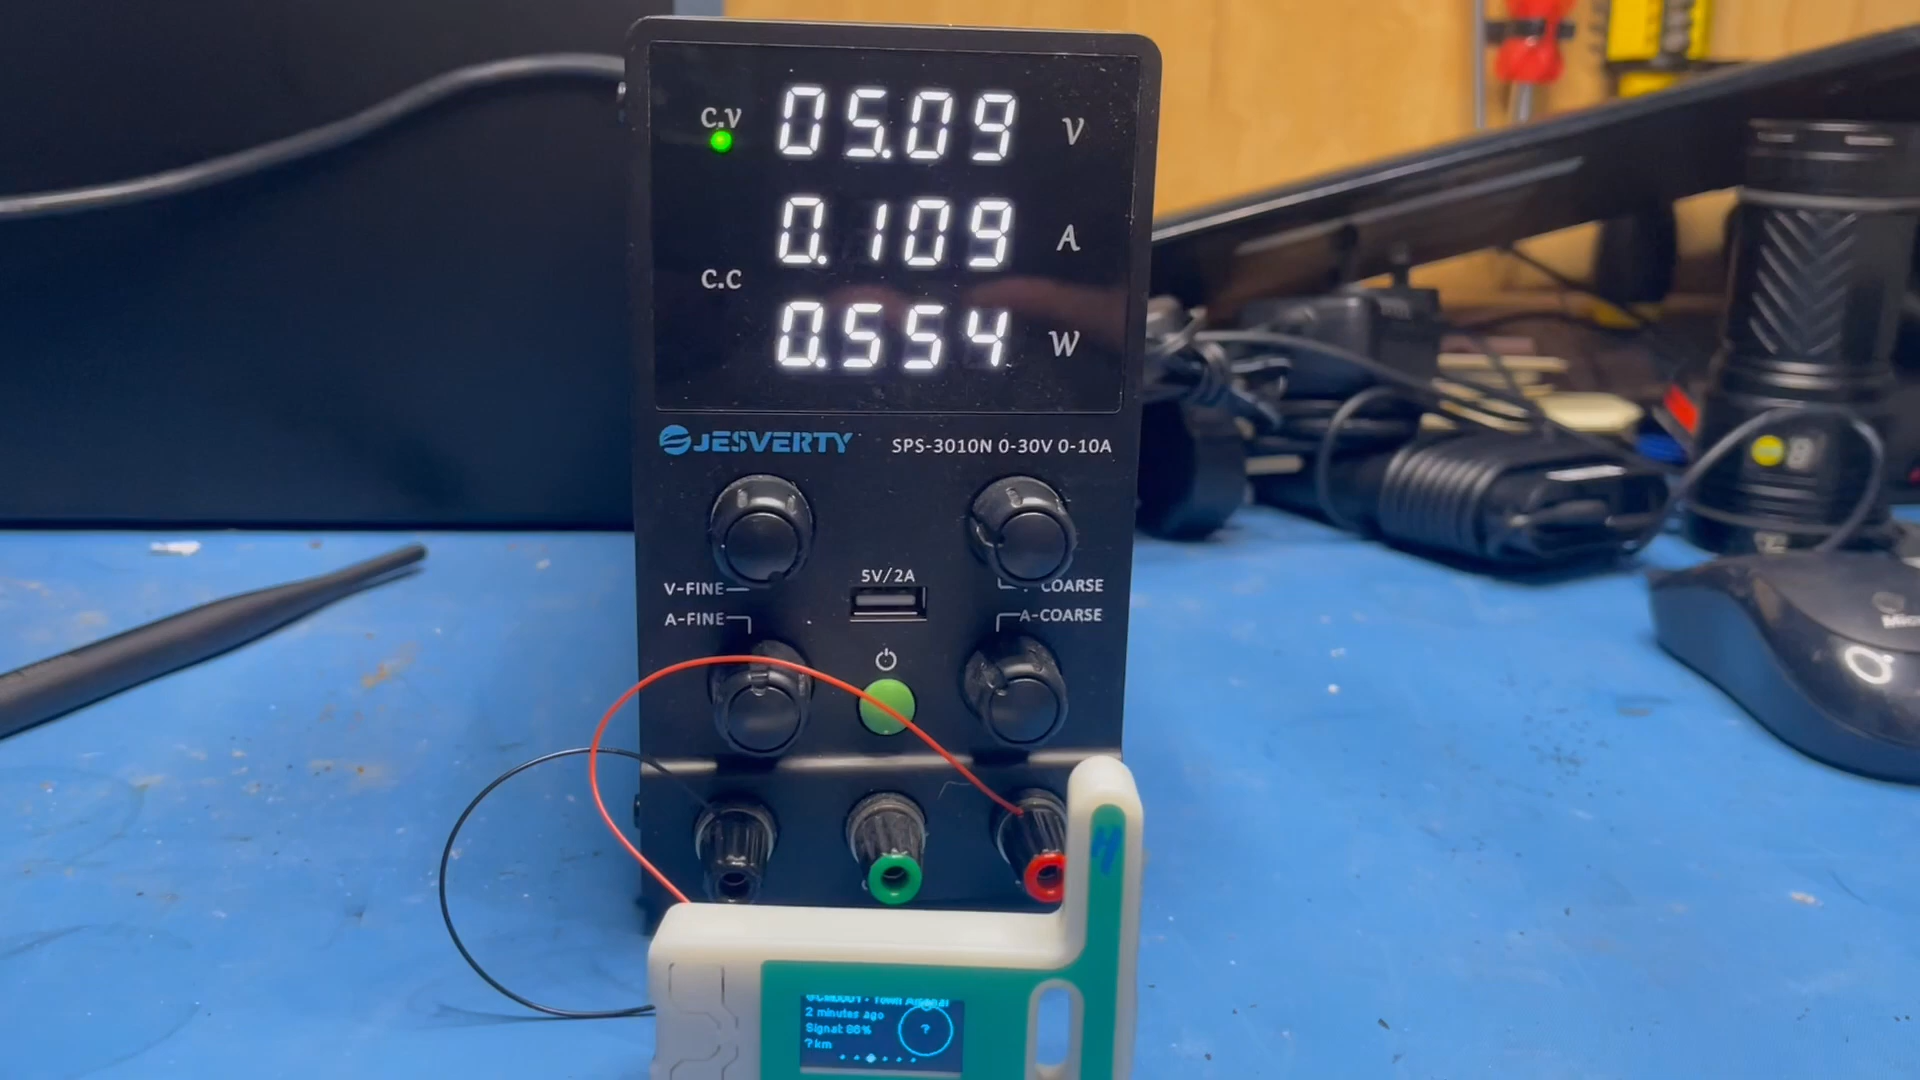 C.V 05.09 V
0.109 A
C.C
0.554 W
JESVERTY SPS-3010N 0-30V 0-10A
5V/2A
V-FINE COARSE
A-FINE A-COARSE
H
2 minutes ago
Signal: 86%
?
? km